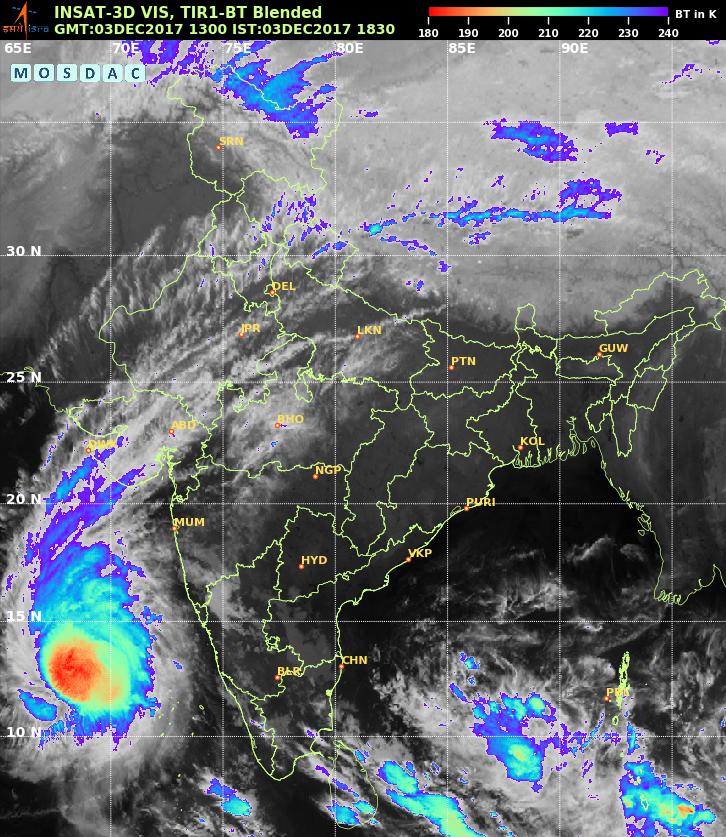 INSAT-3D VIS, TIR1-BT Blended
GMT:03DEC2017 1300 IST:03DEC2017 1830
BT in K
180 190 200 210 220 230 240
65E 70E 75E 80E 85E 90E
MOSDAC
SRN
30 N
DEL
JPR
LKN
GUW
PTN
25 N
BHO
ABD
KOL
DWK
NGP
20 N
PURI
MUM
VKP
HYD
15 N
CHN
BLR
10 N